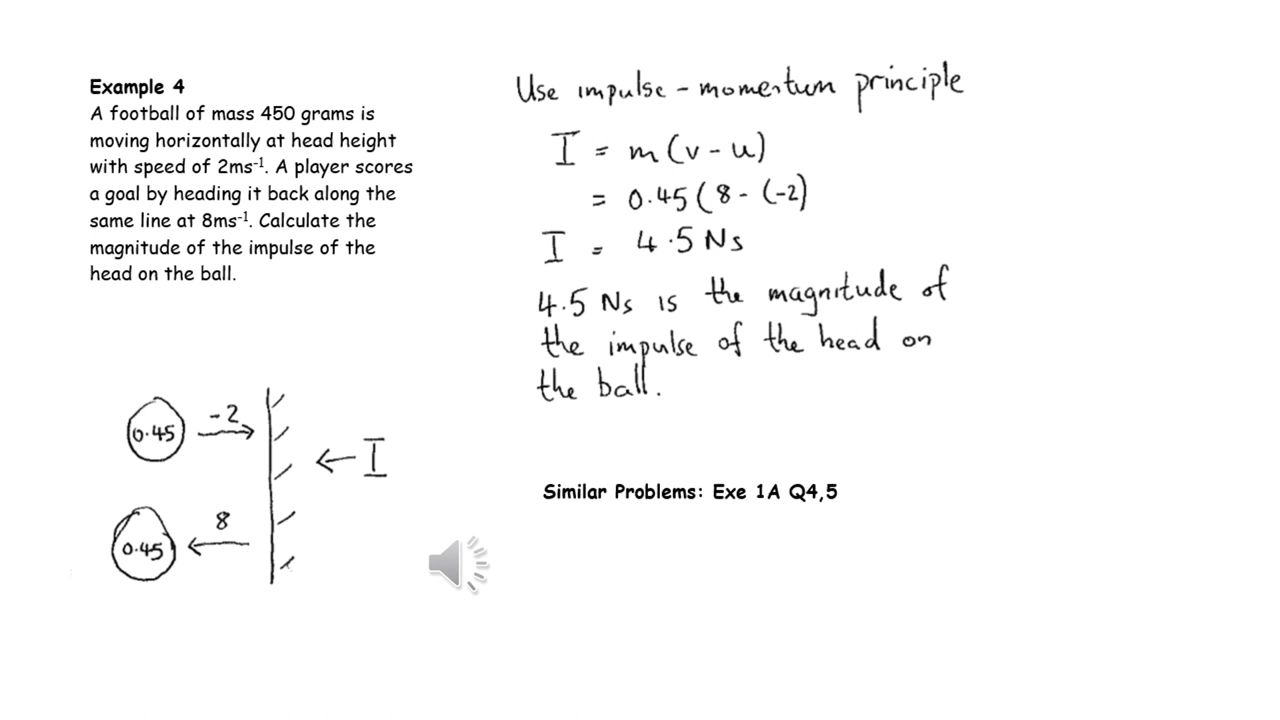 Example 4
A football of mass 450 grams is
moving horizontally at head height
with speed of 2ms⁻¹. A player scores
a goal by heading it back along the
same line at 8ms⁻¹. Calculate the
magnitude of the impulse of the
head on the ball.
Use impulse - momentum principle
I = m(v - u)
= 0.45(8 - (-2)
I = 4.5 Ns
4.5 Ns is the magnitude of
the impulse of the head on
the ball.
0.45 -2
I
0.45 8
Similar Problems: Exe 1A Q4,5